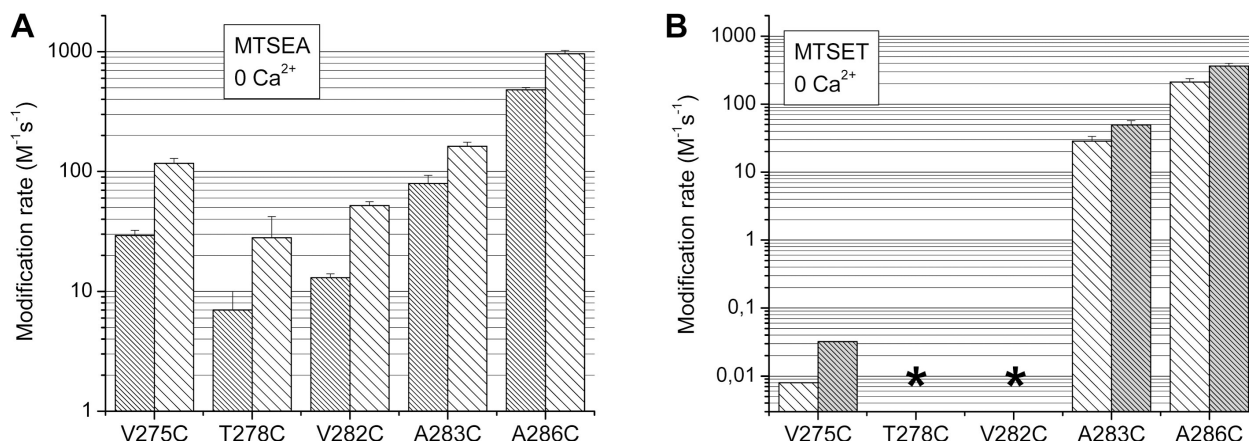 A
MTSEA
0 Ca²⁺
Modification rate (M⁻¹s⁻¹)
1000
100
10
1
V275C T278C V282C A283C A286C
B
MTSET
0 Ca²⁺
Modification rate (M⁻¹s⁻¹)
1000
100
10
1
0,1
0,01
* *
V275C T278C V282C A283C A286C